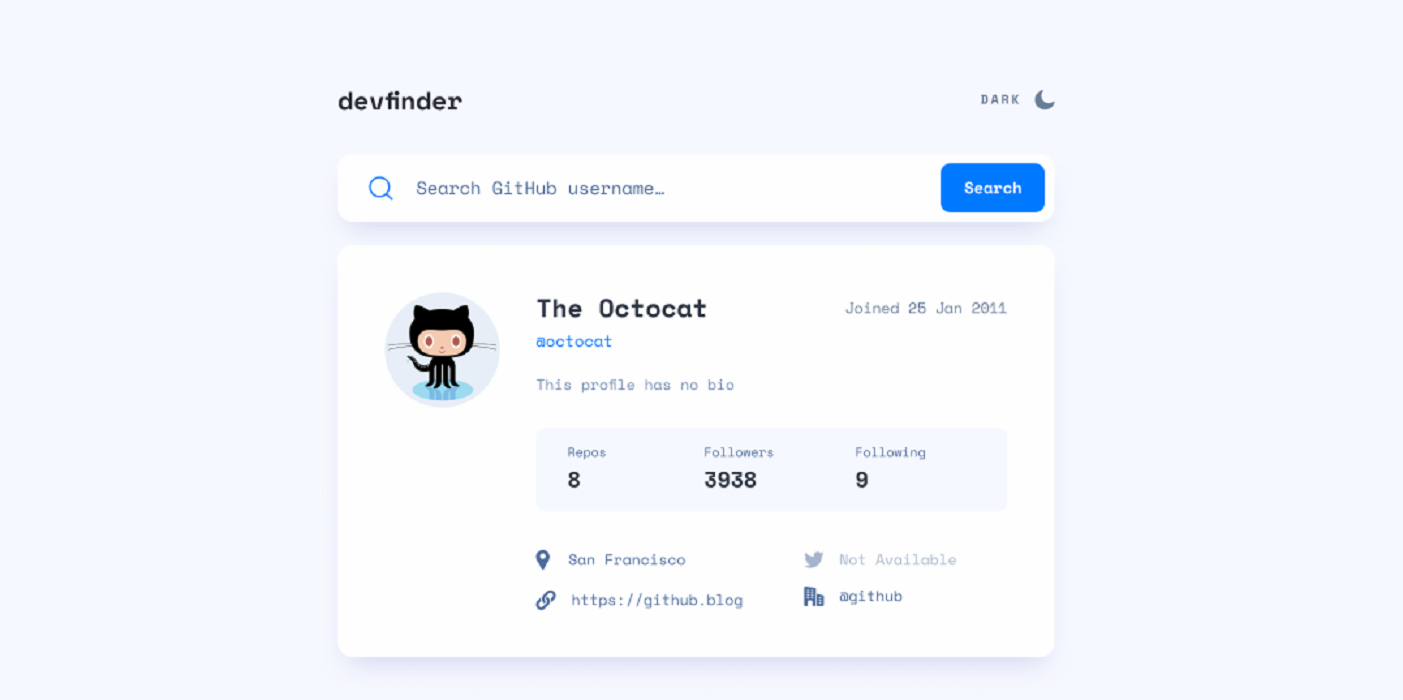 devfinder
DARK
Search GitHub username…
Search
The Octocat
Joined 25 Jan 2011
@octocat
This profile has no bio
Repos Followers Following
8 3938 9
San Francisco
Not Available
https://github.blog
@github